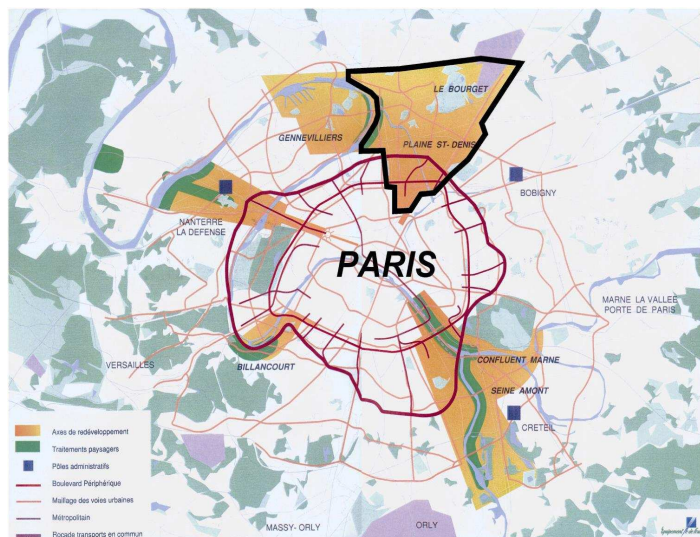 LE BOURGET
GENNEVILLIERS
PLAINE ST-DENIS
BOBIGNY
NANTERRE
LA DEFENSE
PARIS
MARNE LA VALLEE
PORTE DE PARIS
VERSAILLES
BILLANCOURT
CONFLUENT MARNE
SEINE AMONT
CRETEIL
Axes de redéveloppement
Traitements paysagers
Pôles administratifs
Boulevard Périphérique
Maillage des voies urbaines
Métropolitain
Rocade transports en commun
MASSY- ORLY
ORLY